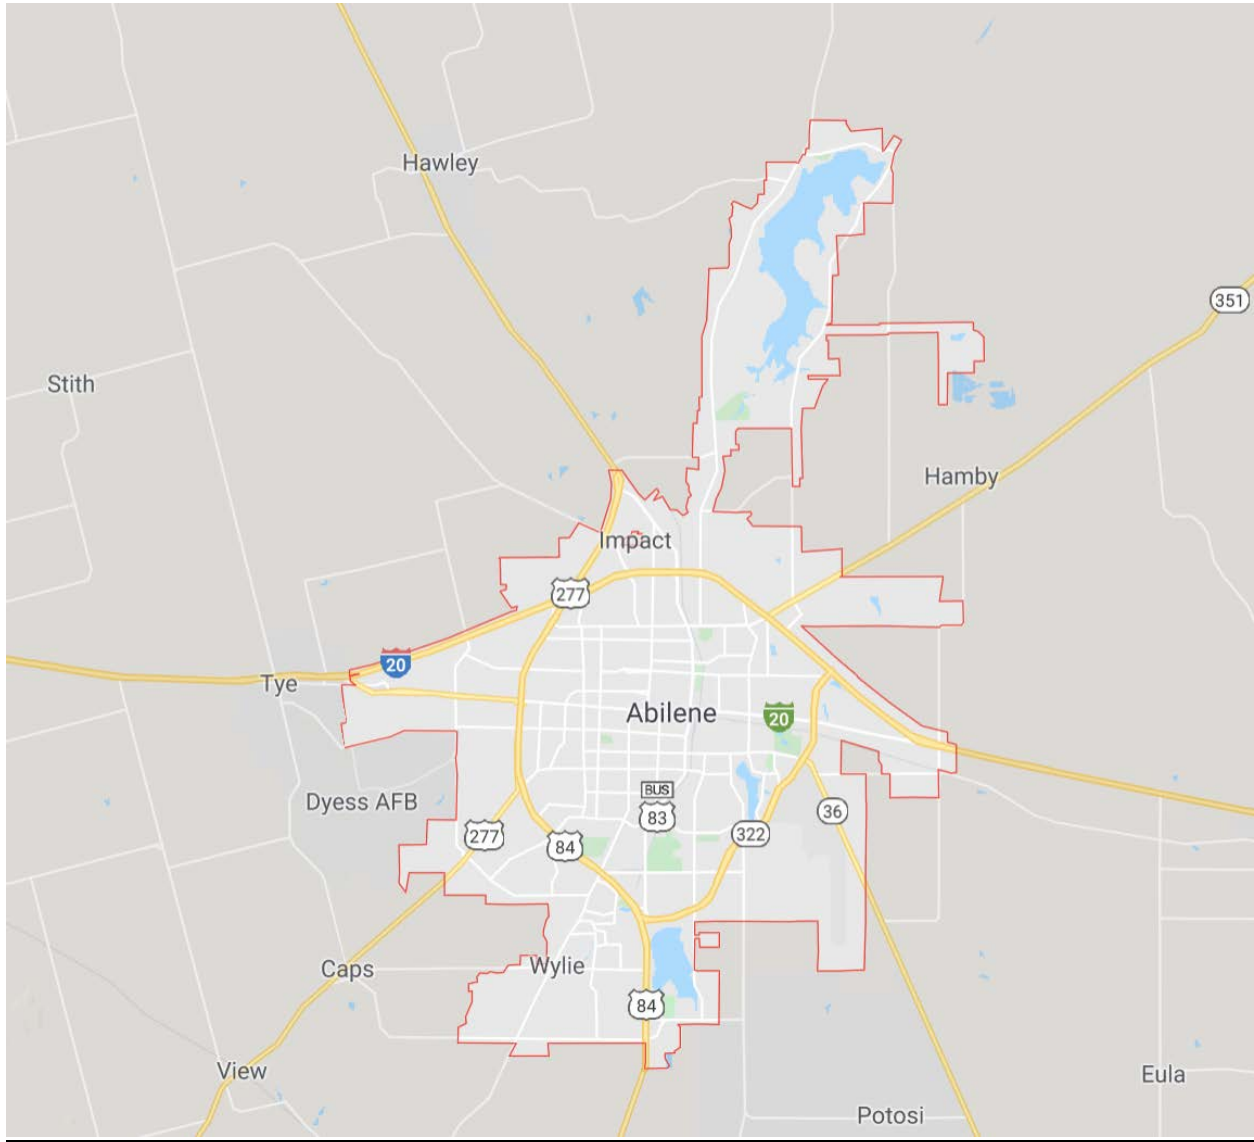 Hawley
351
Stith
Hamby
Impact
277
20
Tye
Abilene
20
BUS
83
Dyess AFB
36
277
322
84
Wylie
Caps
84
View
Eula
Potosi